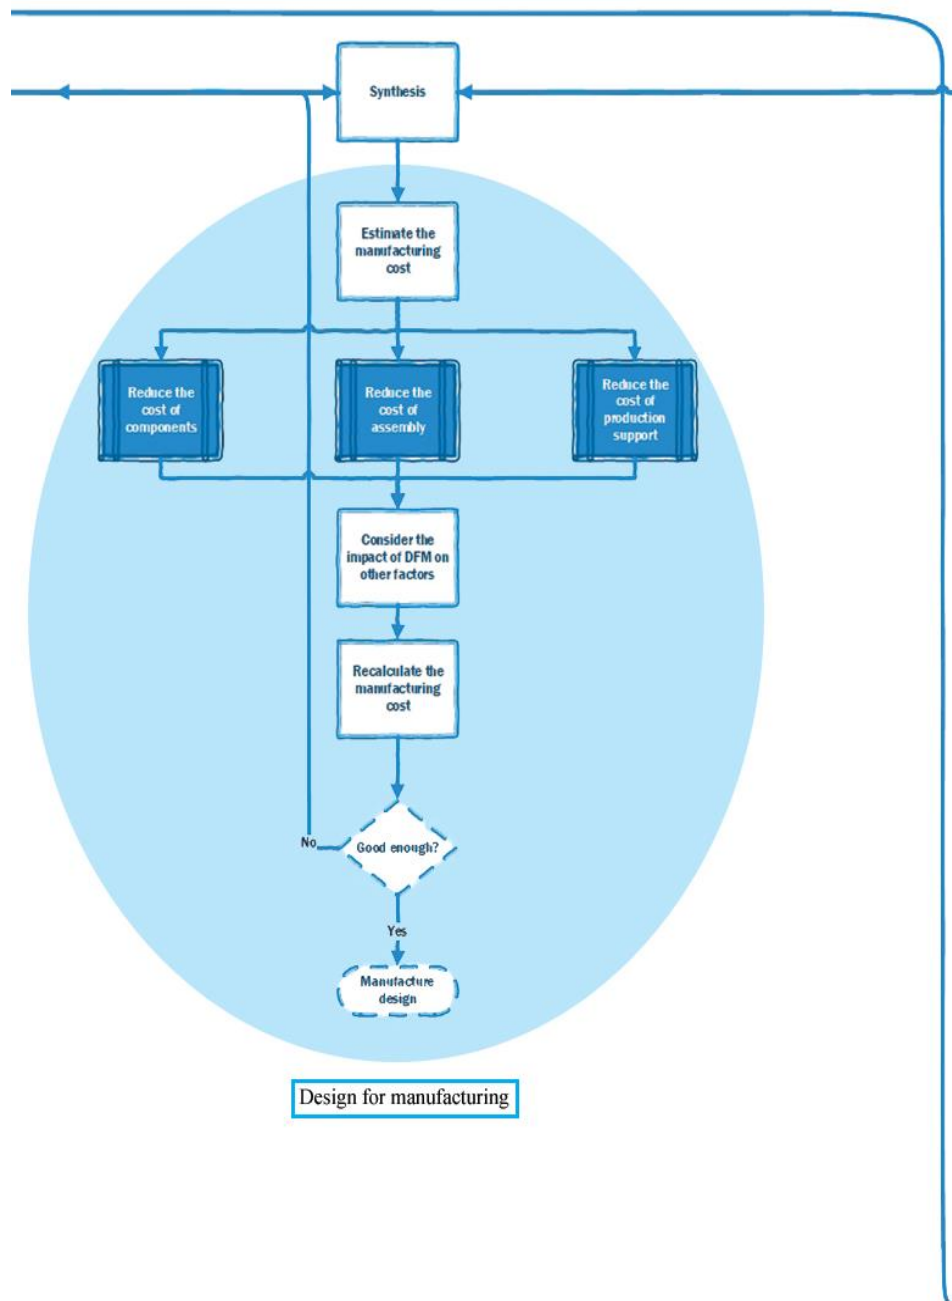 Synthesis
Estimate the
manufacturing
cost
Reduce the
cost of
components
Reduce the
cost of
assembly
Reduce the
cost of
production
support
Consider the
impact of DFM on
other factors
Recalculate the
manufacturing
cost
Good enough?
No
Yes
Manufacture
design
Design for manufacturing